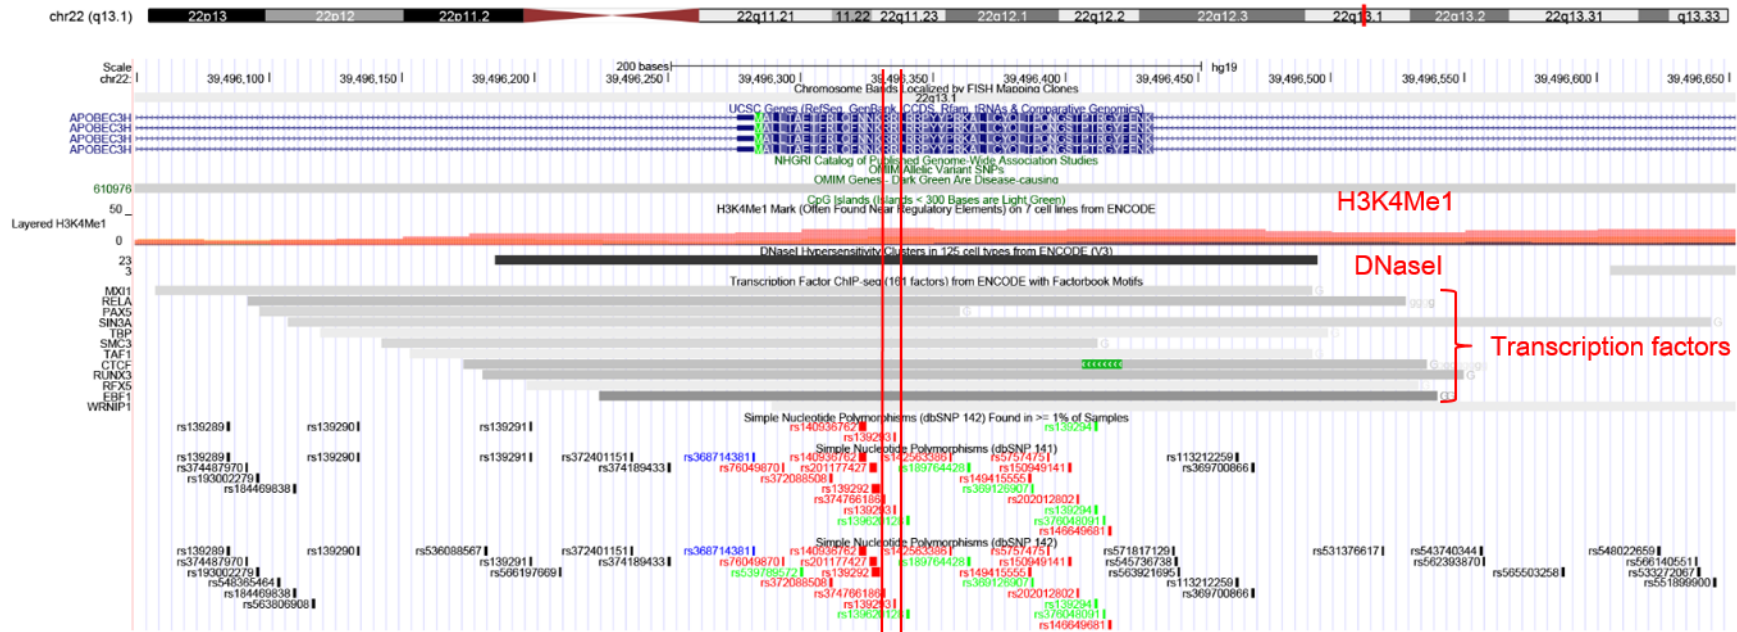 chr22 (q13.1) 22p13 22p12 22p11.2 22q11.21 11.22 22q11.23 22q12.1 22q12.2 22q12.3 22q13.1 22q13.2 22q13.31 q13.33
Scale 200 bases hg19
chr22: 39,496,100 39,496,150 39,496,200 39,496,250 39,496,300 39,496,350 39,496,400 39,496,450 39,496,500 39,496,550 39,496,600 39,496,650
Chromosome Bands Localized by FISH Mapping Clones
22q13.1
UCSC Genes (RefSeq, GenBank, CCDS, Rfam, tRNAs & Comparative Genomics)
APOBEC3H
APOBEC3H
APOBEC3H
APOBEC3H
NHGRI Catalog of Published Genome-Wide Association Studies
OMIM Allelic Variant SNPs
OMIM Genes - Dark Green Are Disease-causing
610976
CpG Islands (Islands < 300 Bases are Light Green)
H3K4Me1
H3K4Me1 Mark (Often Found Near Regulatory Elements) on 7 cell lines from ENCODE
50
Layered H3K4Me1
0
DNaseI Hypersensitivity Clusters in 125 cell types from ENCODE (V3)
23
DNaseI
3
Transcription Factor ChIP-seq (161 factors) from ENCODE with Factorbook Motifs
MXI1 G
RELA
PAX5 G
SIN3A G
TBP G
SMC3 G
Transcription factors
TAF1 G
CTCF
RUNX3 G
RFX5
EBF1
WRNIP1
Simple Nucleotide Polymorphisms (dbSNP 142) Found in >= 1% of Samples
rs139289 rs139290 rs139291 rs140936762 rs139294
rs139293
Simple Nucleotide Polymorphisms (dbSNP 141)
rs139289 rs139290 rs139291 rs372401151 rs368714381 rs140936762 rs142563386 rs5757475 rs113212259
rs374487970 rs374189433 rs76049870 rs201177427 rs189764428 rs150949141 rs369700866
rs193002279 rs372088508 rs149415555
rs184469838 rs139292 rs369126907
rs374766186 rs202012802
rs139293 rs139294
rs376048091
rs146649681
Simple Nucleotide Polymorphisms (dbSNP 142)
rs139289 rs139290 rs536088567 rs372401151 rs368714381 rs140936762 rs142563386 rs5757475 rs571817129 rs531376617 rs543740344 rs548022659
rs374487970 rs139291 rs374189433 rs76049870 rs201177427 rs189764428 rs150949141 rs545736738 rs562393870 rs566140551
rs193002279 rs566197669 rs539789572 rs139292 rs149415555 rs563921695 rs565503258 rs533272067
rs548365464 rs372088508 rs369126907 rs113212259 rs551899900
rs184469838 rs374766186 rs202012802 rs369700866
rs563806908 rs139293 rs139294
rs376048091
rs146649681